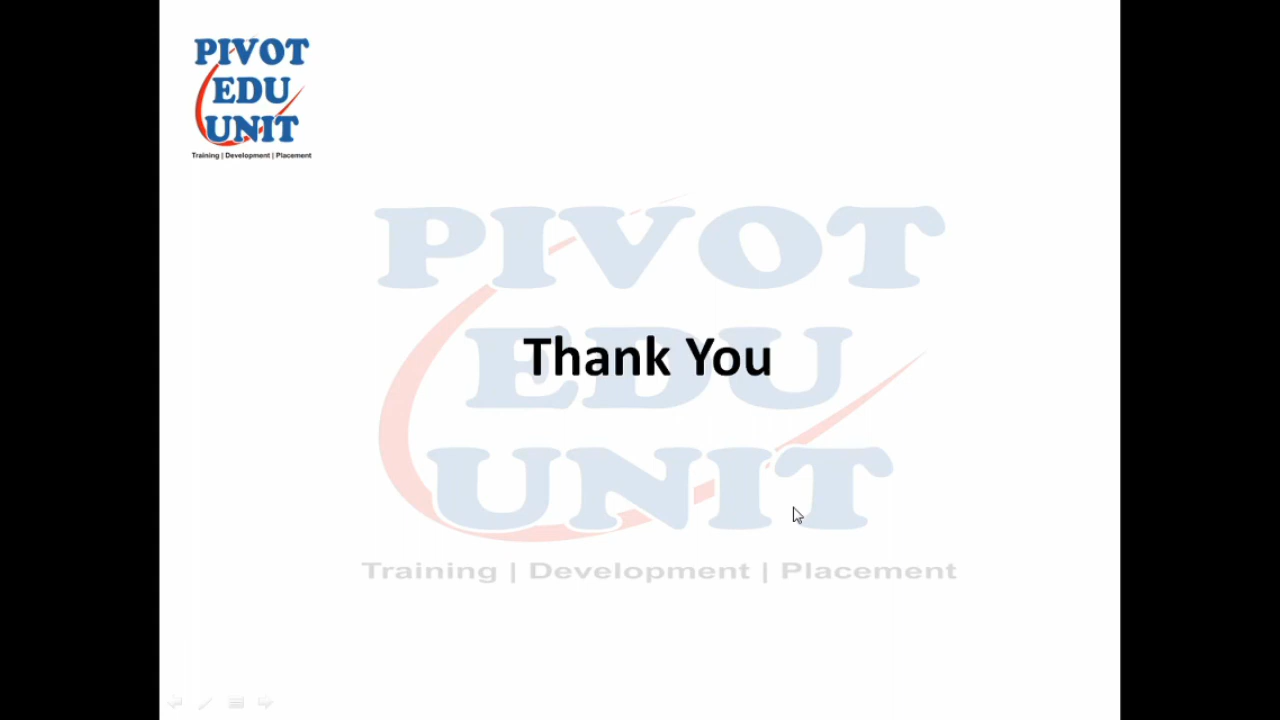 PIVOT
EDU
UNIT
Training | Development | Placement
PIVOT
EDU
Thank You
UNIT
Training | Development | Placement